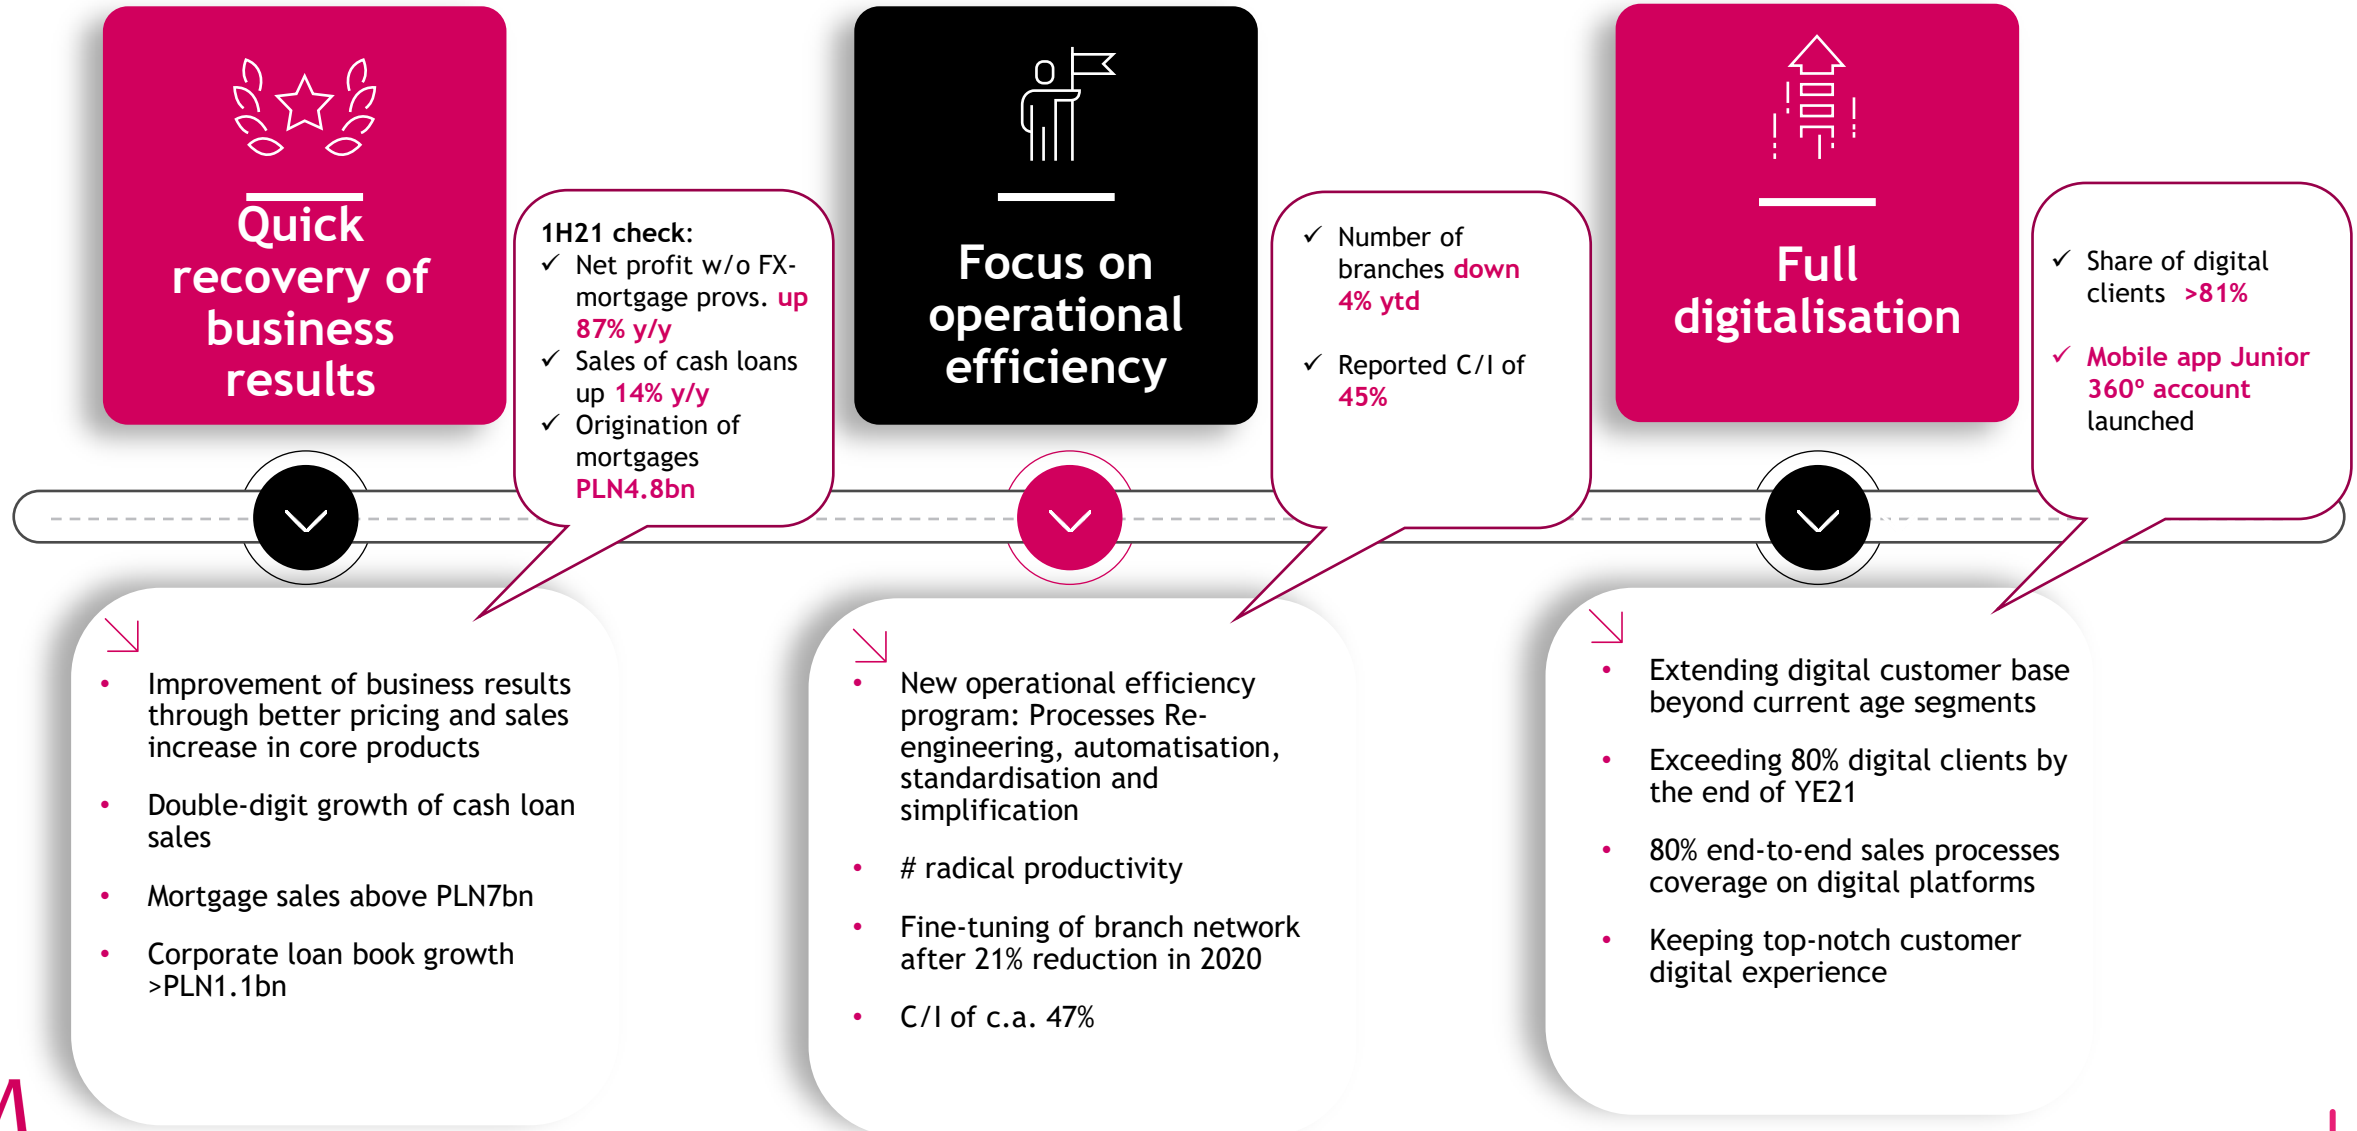 Quick
recovery of
business
results
1H21 check:
✓ Net profit w/o FX-
mortgage provs. up
87% y/y
✓ Sales of cash loans
up 14% y/y
✓ Origination of
mortgages
PLN4.8bn
• Improvement of business results
through better pricing and sales
increase in core products
• Double-digit growth of cash loan
sales
• Mortgage sales above PLN7bn
• Corporate loan book growth
>PLN1.1bn
Focus on
operational
efficiency
✓ Number of
branches down
4% ytd
✓ Reported C/I of
45%
• New operational efficiency
program: Processes Re-
engineering, automatisation,
standardisation and
simplification
• # radical productivity
• Fine-tuning of branch network
after 21% reduction in 2020
• C/I of c.a. 47%
Full
digitalisation
✓ Share of digital
clients >81%
✓ Mobile app Junior
360º account
launched
• Extending digital customer base
beyond current age segments
• Exceeding 80% digital clients by
the end of YE21
• 80% end-to-end sales processes
coverage on digital platforms
• Keeping top-notch customer
digital experience